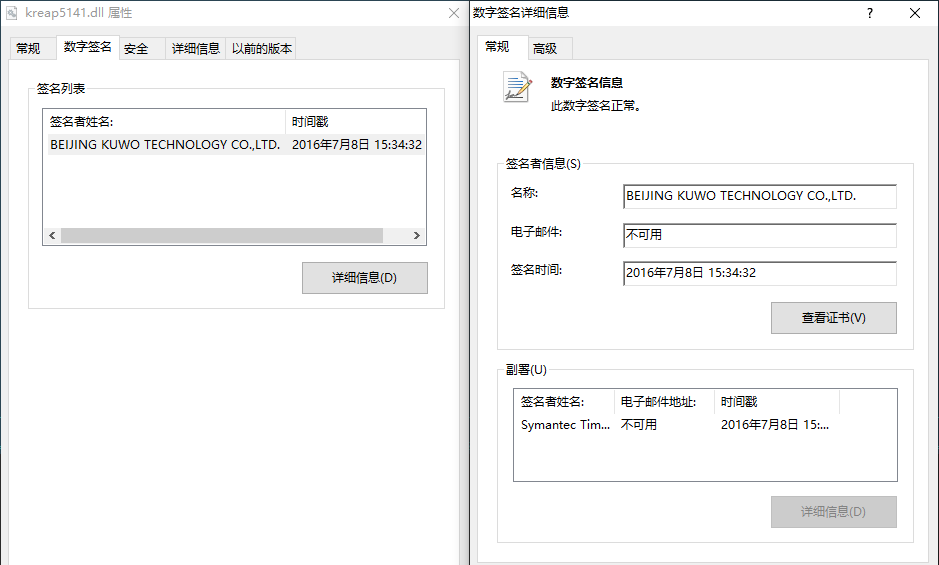 kreap5141.dll 属性
常规 数字签名 安全 详细信息 以前的版本
签名列表
签名者姓名: 时间戳
BEIJING KUWO TECHNOLOGY CO.,LTD. 2016年7月8日 15:34:32
详细信息(D)
数字签名详细信息 ?
常规 高级
数字签名信息
此数字签名正常。
签名者信息(S)
名称: BEIJING KUWO TECHNOLOGY CO.,LTD.
电子邮件: 不可用
签名时间: 2016年7月8日 15:34:32
查看证书(V)
副署(U)
签名者姓名: 电子邮件地址: 时间戳
Symantec Tim... 不可用 2016年7月8日 15:...
详细信息(D)